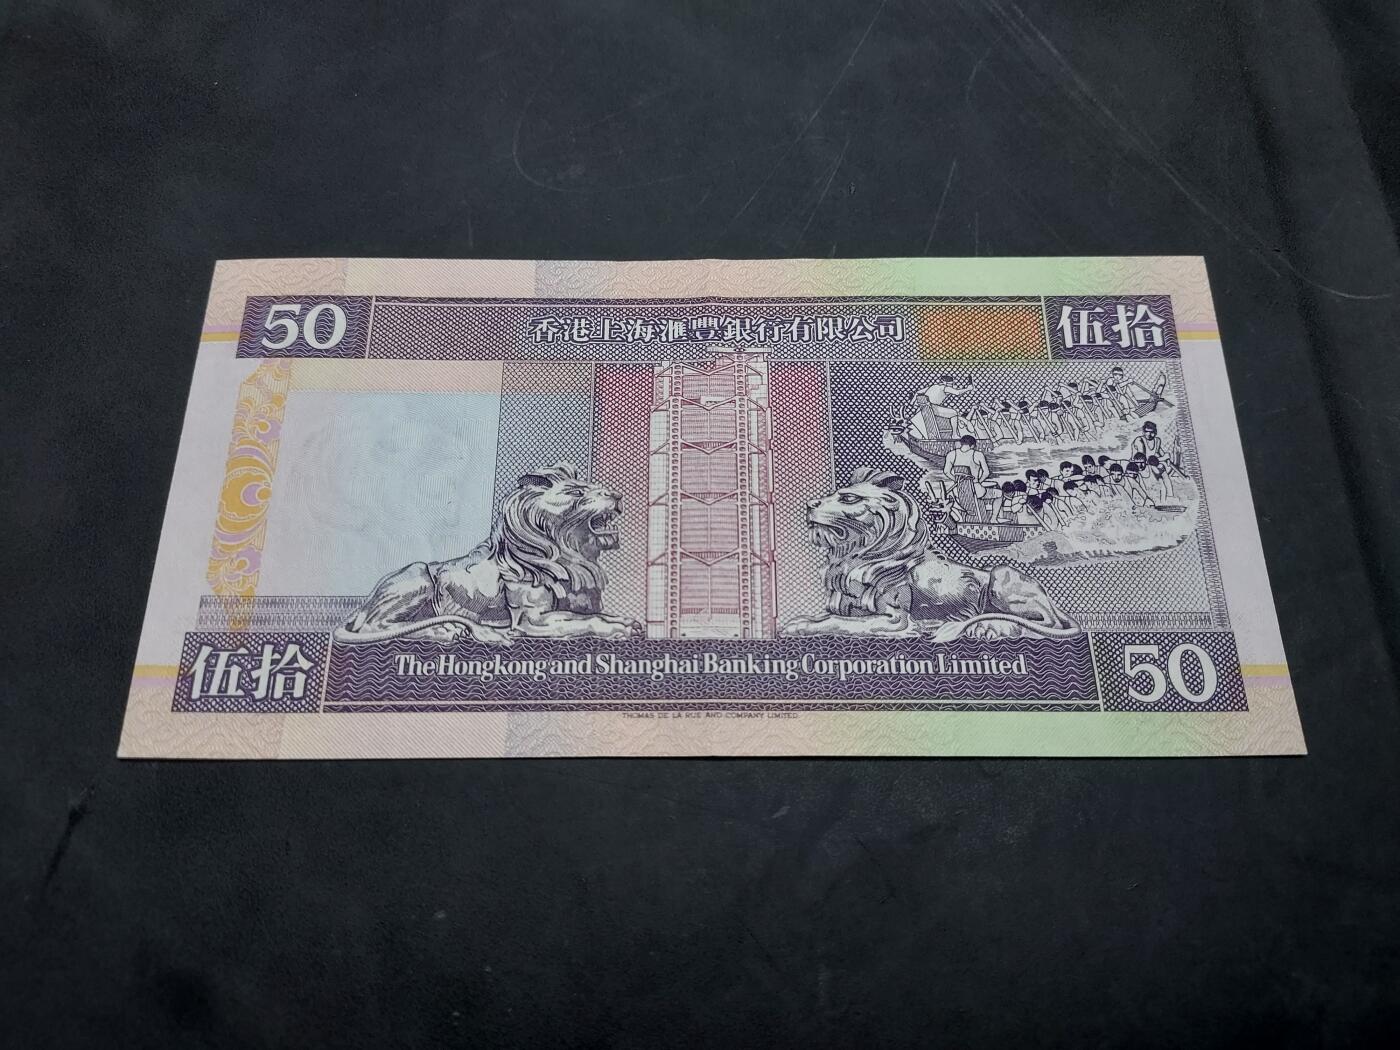 50 香港上海滙豐銀行有限公司 伍拾
伍拾 The Hongkong and Shanghai Banking Corporation Limited 50
THOMAS DE LA RUE AND COMPANY LIMITED